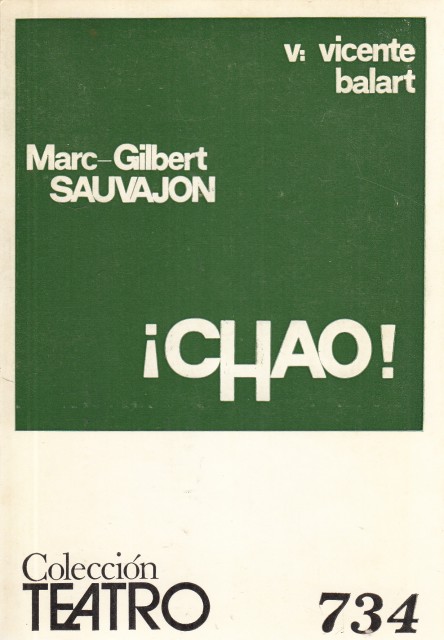 v: vicente
balart
Marc-Gilbert
SAUVAJON
¡CHAO!
Colección
TEATRO
734